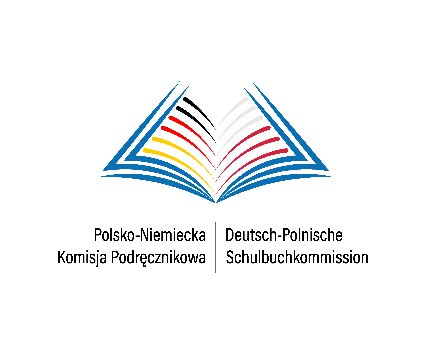 Polsko-Niemiecka
Komisja Podręcznikowa
Deutsch-Polnische
Schulbuchkommission